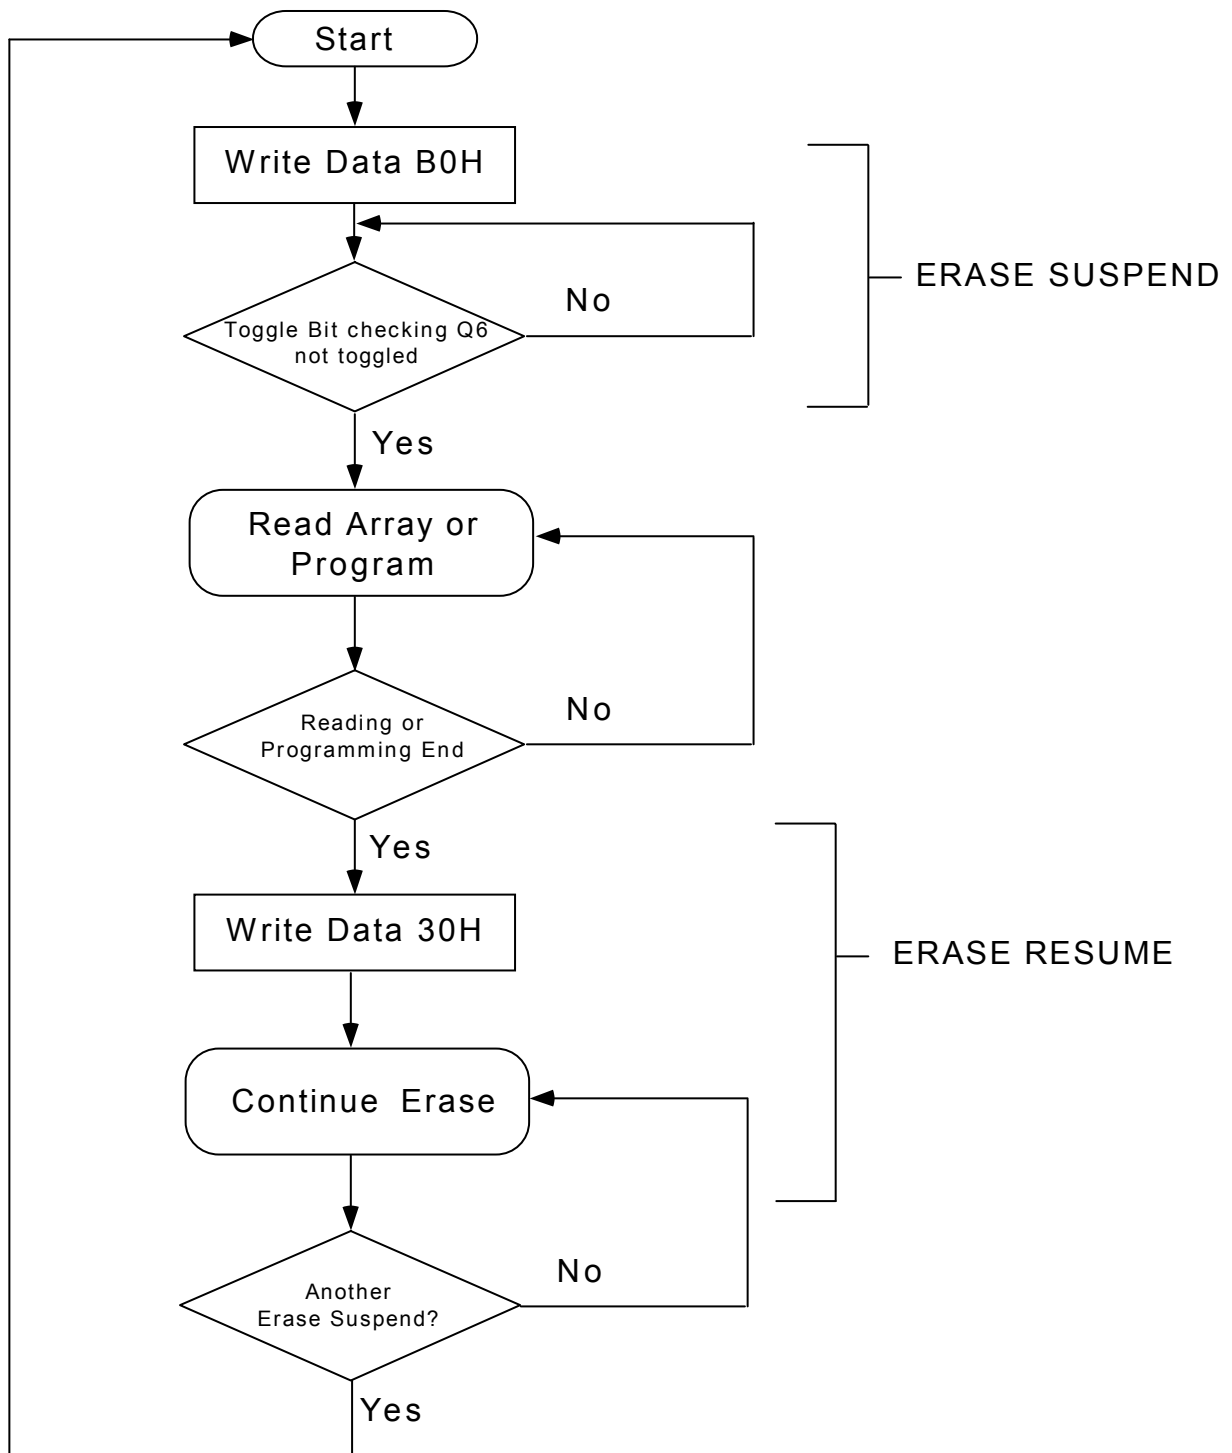 Start
Write Data B0H
ERASE SUSPEND
No
Toggle Bit checking Q6
not toggled
Yes
Read Array or
Program
No
Reading or
Programming End
Yes
Write Data 30H
ERASE RESUME
Continue Erase
No
Another
Erase Suspend?
Yes